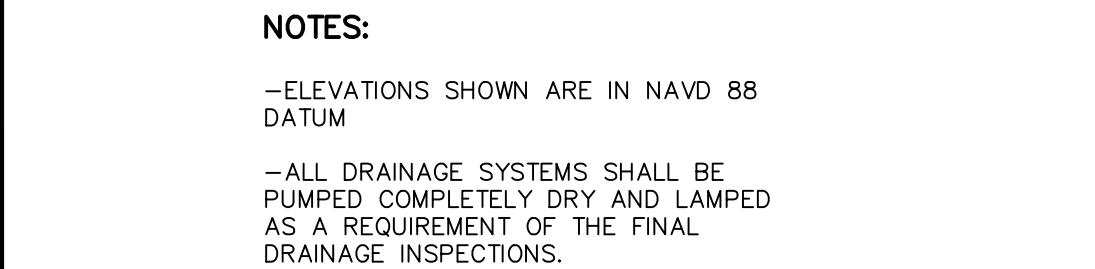 NOTES:
-ELEVATIONS SHOWN ARE IN NAVD 88
DATUM
-ALL DRAINAGE SYSTEMS SHALL BE
PUMPED COMPLETELY DRY AND LAMPED
AS A REQUIREMENT OF THE FINAL
DRAINAGE INSPECTIONS.